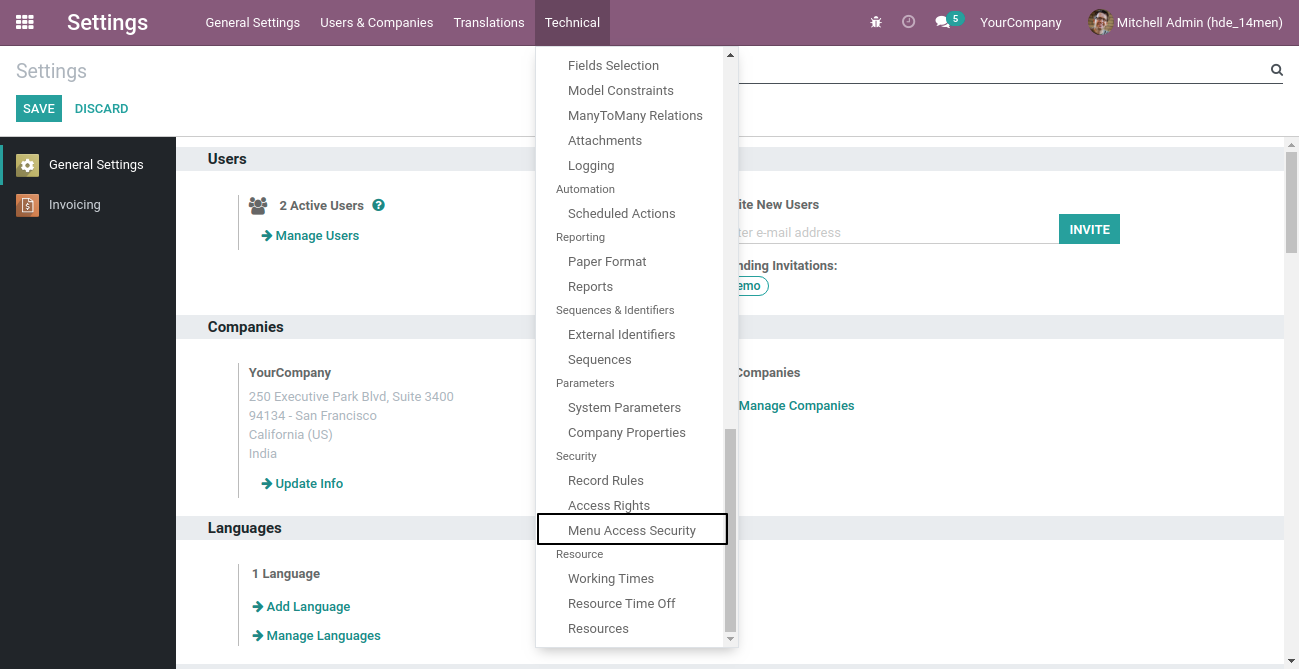 Settings
General Settings
Users & Companies
Translations
Technical
5
YourCompany
Mitchell Admin (hde_14men)
Settings
SAVE
DISCARD
General Settings
Invoicing
Fields Selection
Model Constraints
ManyToMany Relations
Attachments
Logging
Automation
Scheduled Actions
Reporting
Paper Format
Reports
Sequences & Identifiers
External Identifiers
Sequences
Parameters
System Parameters
Company Properties
Security
Record Rules
Access Rights
Menu Access Security
Resource
Working Times
Resource Time Off
Resources
Users
2 Active Users
?
Manage Users
ite New Users
ter e-mail address
INVITE
nding Invitations:
emo
Companies
YourCompany
250 Executive Park Blvd, Suite 3400
94134 - San Francisco
California (US)
India
Update Info
Companies
Manage Companies
Languages
1 Language
Add Language
Manage Languages